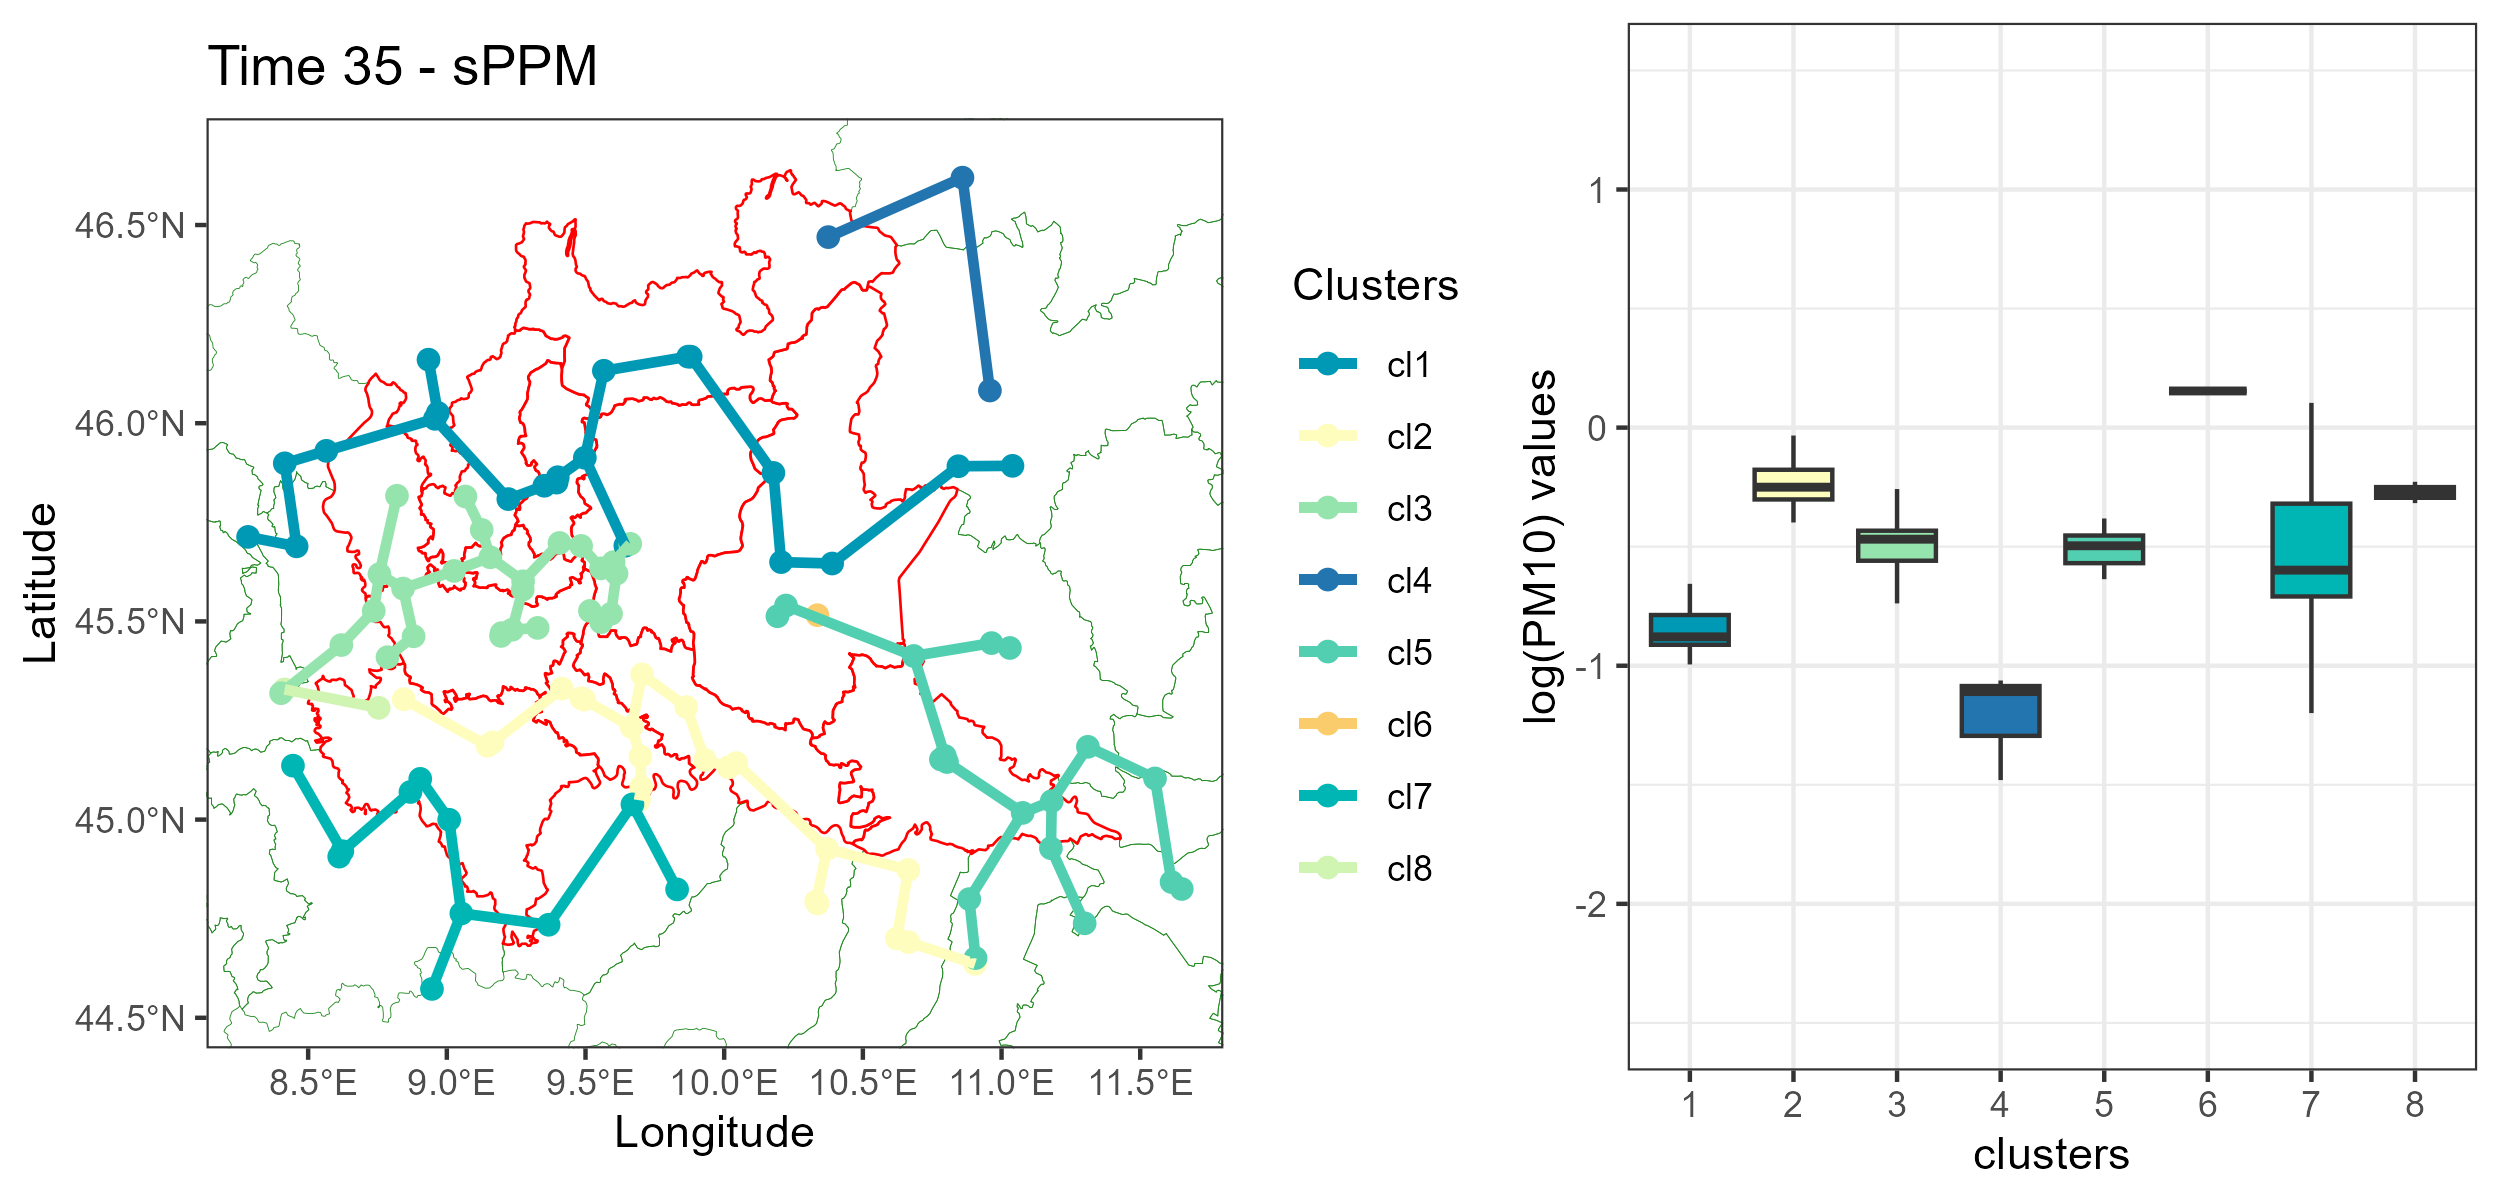 Time 35 - sPPM
Latitude
46.5°N
46.0°N
45.5°N
45.0°N
44.5°N
8.5°E 9.0°E 9.5°E 10.0°E 10.5°E 11.0°E 11.5°E
Longitude
Clusters
cl1
cl2
cl3
cl4
cl5
cl6
cl7
cl8
log(PM10) values
1
0
-1
-2
1 2 3 4 5 6 7 8
clusters